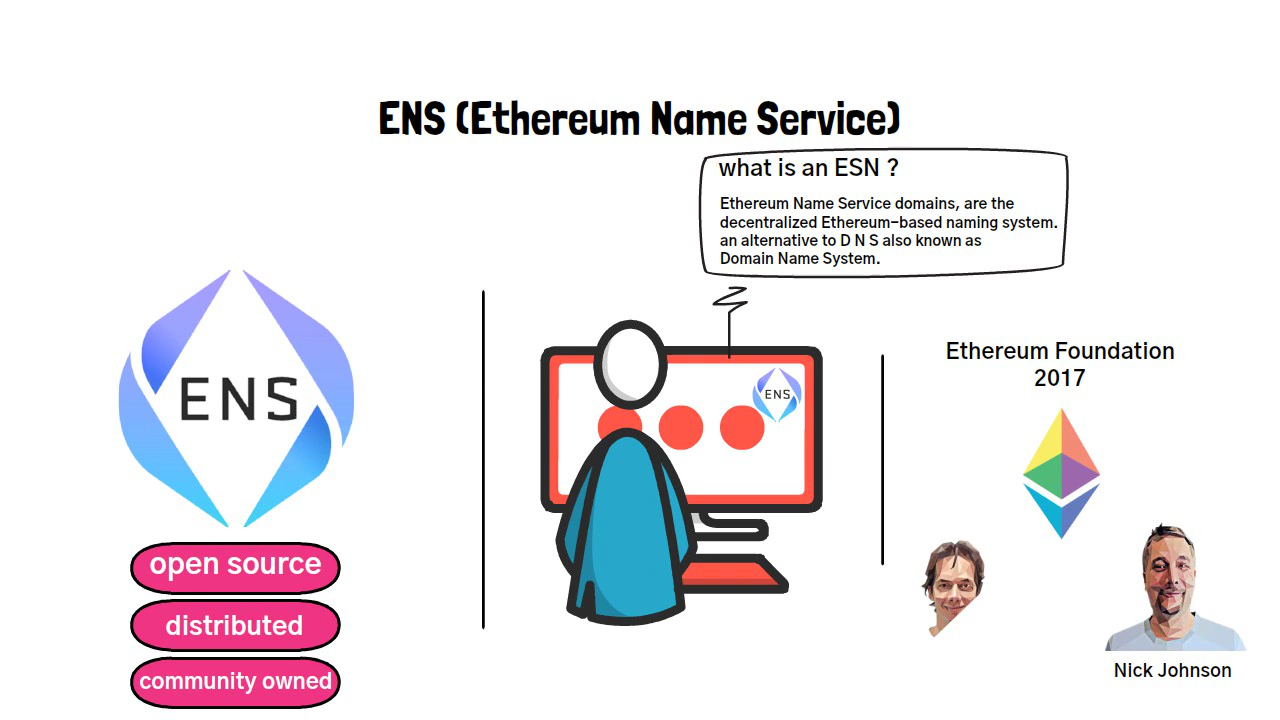 ENS (Ethereum Name Service)
what is an ESN ?
Ethereum Name Service domains, are the
decentralized Ethereum-based naming system.
an alternative to D N S also known as
Domain Name System.
ENS
open source
distributed
community owned
ENS
Ethereum Foundation
2017
Nick Johnson